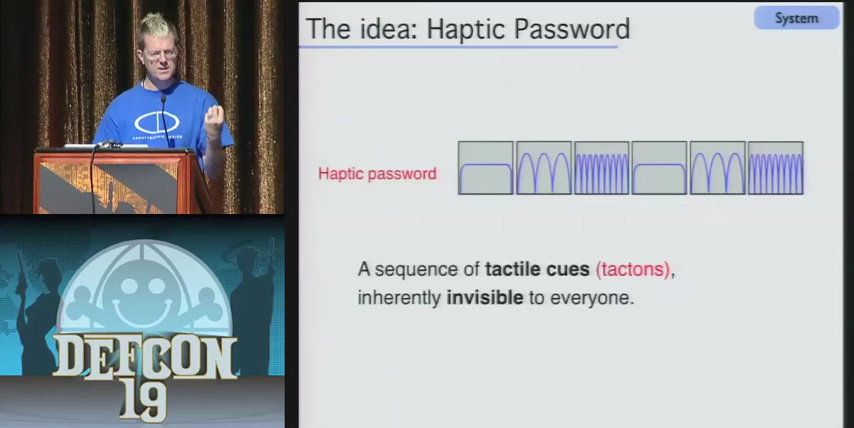 The idea: Haptic Password
System
Haptic password
A sequence of tactile cues (tactons),
inherently invisible to everyone.
DEFCON
19